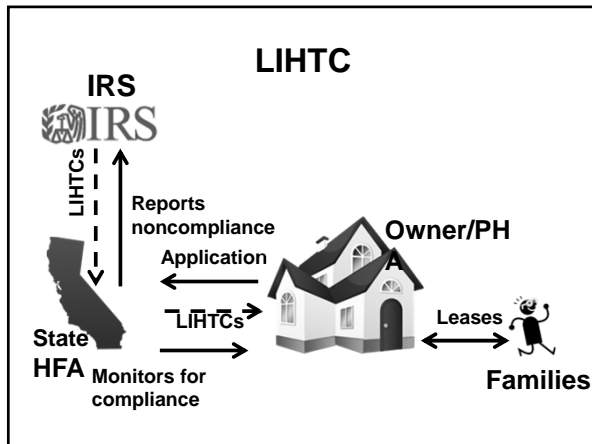 LIHTC
IRS
IRS
LIHTCs
Reports
noncompliance
Application
Owner/PH
A
LIHTCs
Leases
State
HFA
Monitors for
compliance
Families